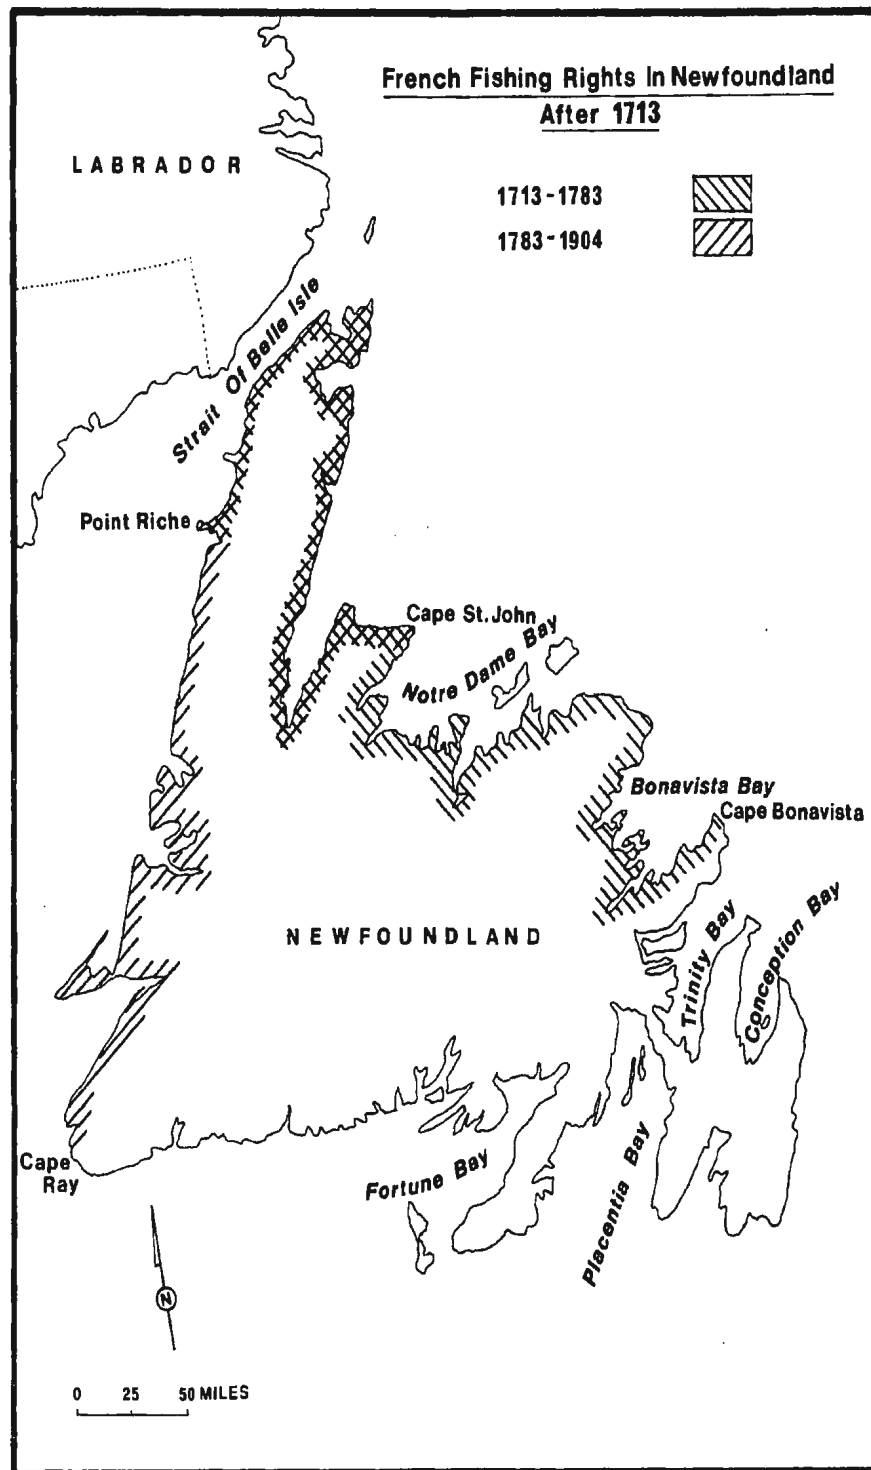 French Fishing Rights In Newfoundland
After 1713
1713-1783
1783-1904
LABRADOR
Strait Of Belle Isle
Point Riche
Cape St. John
Notre Dame Bay
Bonavista Bay
Cape Bonavista
NEWFOUNDLAND
Trinity Bay
Conception Bay
Cape
Ray
Fortune Bay
Placentia Bay
N
0 25 50 MILES